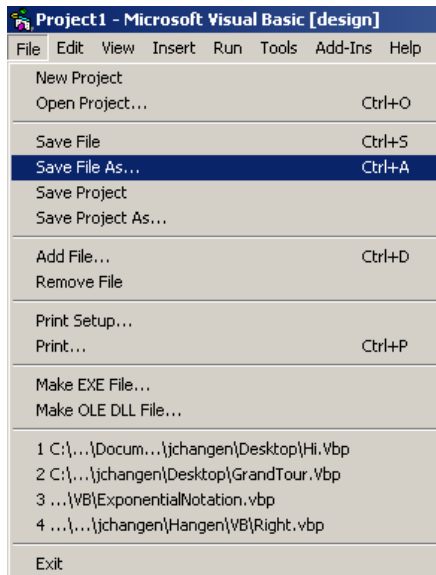 Project1 - Microsoft Visual Basic [design]
File Edit View Insert Run Tools Add-Ins Help
New Project
Open Project... Ctrl+O
Save File Ctrl+S
Save File As... Ctrl+A
Save Project
Save Project As...
Add File... Ctrl+D
Remove File
Print Setup...
Print... Ctrl+P
Make EXE File...
Make OLE DLL File...
1 C:\...\Docum...\jchangen\Desktop\Hi.Vbp
2 C:\...\jchangen\Desktop\GrandTour.Vbp
3 ...\VB\ExponentialNotation.vbp
4 ...\...\jchangen\Hangen\VB\Right.vbp
Exit